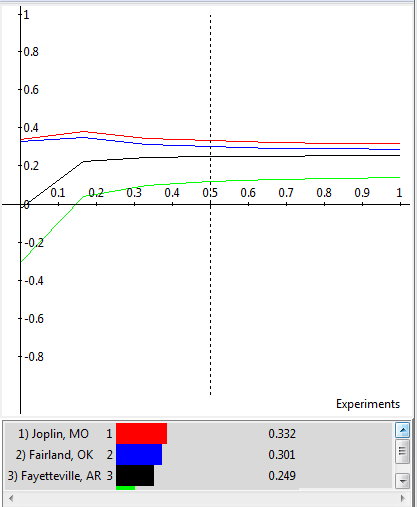 1
0.8
0.6
0.4
0.2
0.1 0.2 0.3 0.4 0.5 0.6 0.7 0.8 0.9 1
0
-0.2
-0.4
-0.6
-0.8
Experiments
1) Joplin, MO 1 0.332
2) Fairland, OK 2 0.301
3) Fayetteville, AR 3 0.249